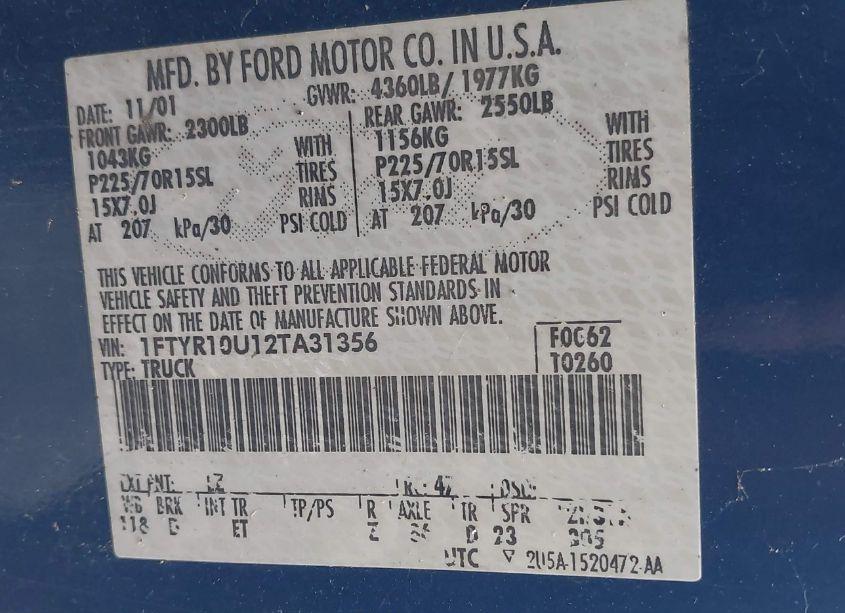 MFD. BY FORD MOTOR CO. IN U.S.A.
DATE: 11/01 GVWR: 4360LB/ 1977KG
FRONT GAWR: 2300LB REAR GAWR: 2550LB
1043KG WITH 1156KG WITH
P225/70R15SL TIRES P225/70R15SL TIRES
15X7.0J RIMS 15X7.0J RIMS
AT 207 kPa/30 PSI COLD AT 207 kPa/30 PSI COLD
THIS VEHICLE CONFORMS TO ALL APPLICABLE FEDERAL MOTOR
VEHICLE SAFETY AND THEFT PREVENTION STANDARDS IN
EFFECT ON THE DATE OF MANUFACTURE SHOWN ABOVE.
VIN: 1FTYR10U12TA31356 F0C62
TYPE: TRUCK T0260
47
WB BRK INT TR TP/PS R AXLE TR SPR
118 ET D 23
UTC 2U5A-1520472-AA